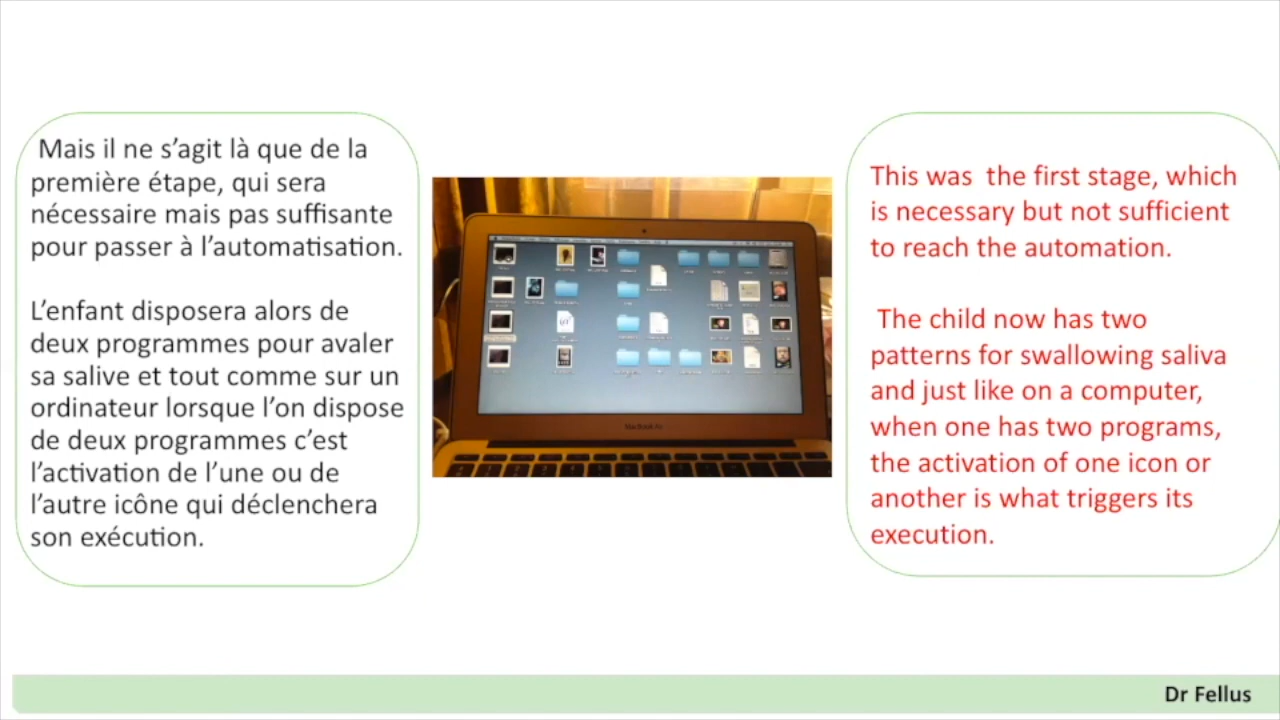 Mais il ne s’agit là que de la
première étape, qui sera
nécessaire mais pas suffisante
pour passer à l’automatisation.
L’enfant disposera alors de
deux programmes pour avaler
sa salive et tout comme sur un
ordinateur lorsque l’on dispose
de deux programmes c’est
l’activation de l’une ou de
l’autre icône qui déclenchera
son exécution.
MacBook Air
This was the first stage, which
is necessary but not sufficient
to reach the automation.
The child now has two
patterns for swallowing saliva
and just like on a computer,
when one has two programs,
the activation of one icon or
another is what triggers its
execution.
Dr Fellus